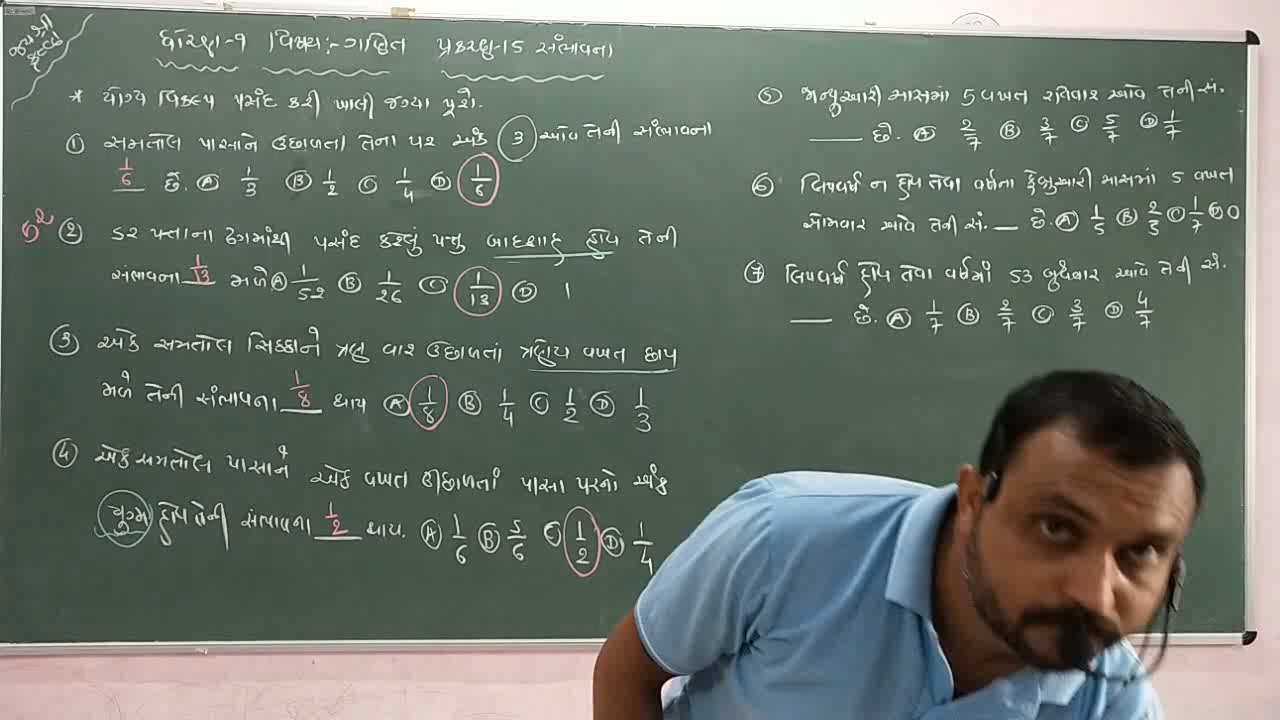 જય શ્રી કૃષ્ણ
ધોરણ-૧ વિષય:-ગણિત પ્રકરણ-15 સંભાવના
* યોગ્ય વિકલ્પ પસંદ કરી ખાલી જગ્યા પૂરો.
① સમતોલ પાસાને ઉછાળતા તેના પર અંક 3 આવે તેની સંભાવના
1/6 છે. Ⓐ 1/3 Ⓑ 1/2 Ⓒ 1/4 Ⓓ 1/6
② 52 પત્તાના ઢગમાંથી પસંદ કરેલું પત્તુ બાદશાહ હોય તેની
સંભાવના 1/13 મળે Ⓐ 1/52 Ⓑ 1/26 Ⓒ 1/13 Ⓓ 1
③ એક સમતોલ સિક્કાને ત્રણ વાર ઉછાળતાં ત્રણેય વખત છાપ
મળે તેની સંભાવના 1/8 થાય Ⓐ 1/8 Ⓑ 1/4 Ⓒ 1/2 Ⓓ 1/3
④ એક સમતોલ પાસાને એક વખત ઉછાળતાં પાસા પરનો અંક
યુગ્મ હોય તેની સંભાવના 1/2 થાય. Ⓐ 1/6 Ⓑ 5/6 Ⓒ 1/2 Ⓓ 1/4
⑤ જાન્યુઆરી માસમાં 5 વખત રવિવાર આવે તેની સં.
___ છે. Ⓐ 2/7 Ⓑ 3/7 Ⓒ 5/7 Ⓓ 1/7
⑥ લિપવર્ષ ન હોય તેવા વર્ષના ફેબ્રુઆરી માસમાં 5 વખત
સોમવાર આવે તેની સં. ___ છે. Ⓐ 1/5 Ⓑ 2/5 Ⓒ 1/7 Ⓓ 0
⑦ લિપવર્ષ હોય તેવા વર્ષમાં 53 બુધવાર આવે તેની સં.
___ છે. Ⓐ 1/7 Ⓑ 2/7 Ⓒ 3/7 Ⓓ 4/7